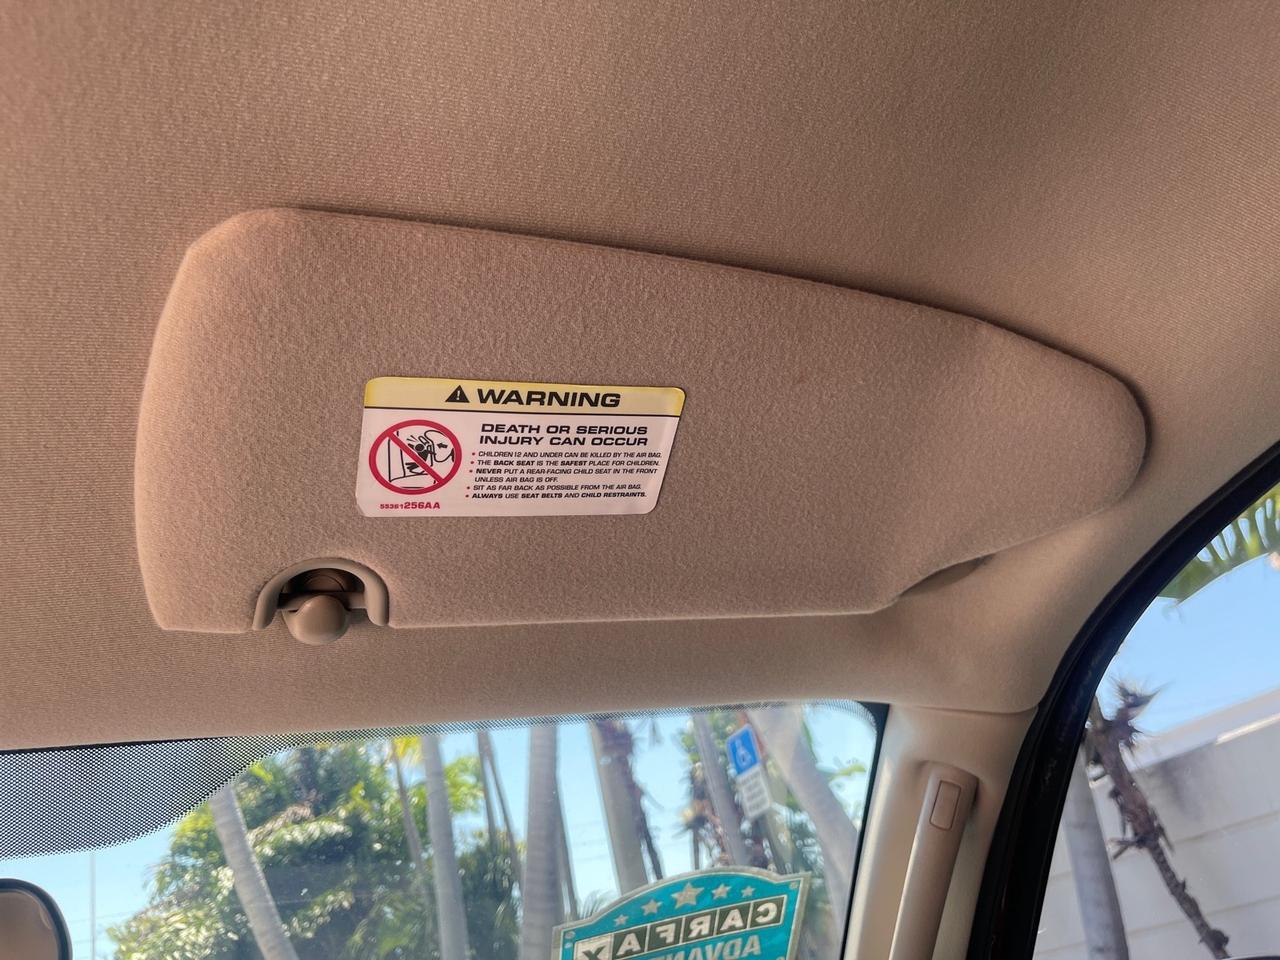 WARNING
DEATH OR SERIOUS
INJURY CAN OCCUR
• CHILDREN 12 AND UNDER CAN BE KILLED BY THE AIR BAG.
• THE BACK SEAT IS THE SAFEST PLACE FOR CHILDREN.
• NEVER PUT A REAR-FACING CHILD SEAT IN THE FRONT
UNLESS AIR BAG IS OFF.
• SIT AS FAR BACK AS POSSIBLE FROM THE AIR BAG.
• ALWAYS USE SEAT BELTS AND CHILD RESTRAINTS.
55361256AA
CARFAX